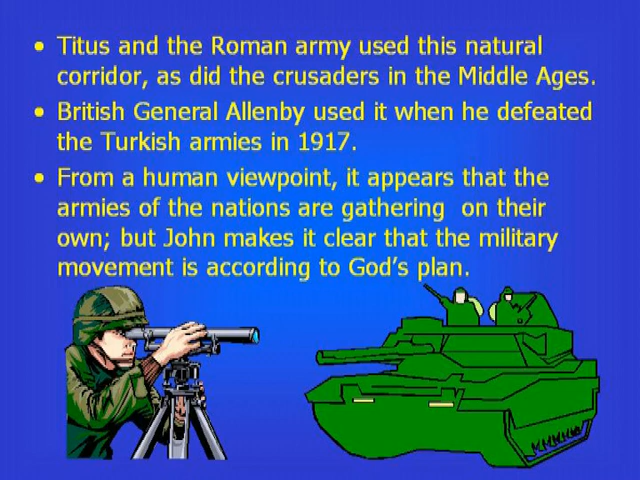 • Titus and the Roman army used this natural
corridor, as did the crusaders in the Middle Ages.
• British General Allenby used it when he defeated
the Turkish armies in 1917.
• From a human viewpoint, it appears that the
armies of the nations are gathering  on their
own; but John makes it clear that the military
movement is according to God’s plan.